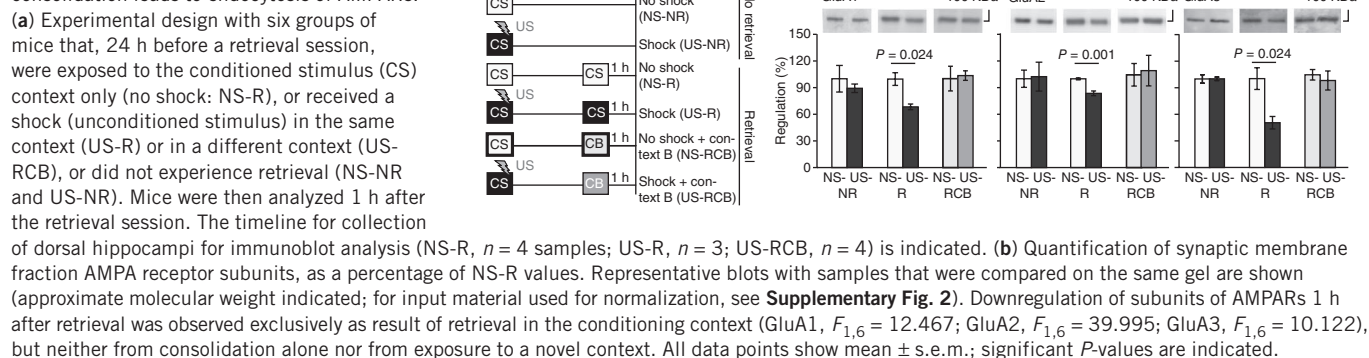 (a) Experimental design with six groups of
mice that, 24 h before a retrieval session,
were exposed to the conditioned stimulus (CS)
context only (no shock: NS-R), or received a
shock (unconditioned stimulus) in the same
context (US-R) or in a different context (US-
RCB), or did not experience retrieval (NS-NR
and US-NR). Mice were then analyzed 1 h after
the retrieval session. The timeline for collection
of dorsal hippocampi for immunoblot analysis (NS-R, n = 4 samples; US-R, n = 3; US-RCB, n = 4) is indicated. (b) Quantification of synaptic membrane
fraction AMPA receptor subunits, as a percentage of NS-R values. Representative blots with samples that were compared on the same gel are shown
(approximate molecular weight indicated; for input material used for normalization, see Supplementary Fig. 2). Downregulation of subunits of AMPARs 1 h
after retrieval was observed exclusively as result of retrieval in the conditioning context (GluA1, F1,6 = 12.467; GluA2, F1,6 = 39.995; GluA3, F1,6 = 10.122),
but neither from consolidation alone nor from exposure to a novel context. All data points show mean ± s.e.m.; significant P-values are indicated.
CS
(NS-NR)
US
CS
Shock (US-NR)
CS
CS
1 h
No shock
(NS-R)
US
CS
CS
1 h
Shock (US-R)
CS
CB
1 h
No shock + con-
text B (NS-RCB)
US
CS
CB
1 h
Shock + con-
text B (US-RCB)
retrieval
Retrieval
Regulation (%)
150
120
90
60
30
0
P = 0.024
P = 0.001
P = 0.024
NS- US- NS- US- NS- US-
NR R RCB
NS- US- NS- US- NS- US-
NR R RCB
NS- US- NS- US- NS- US-
NR R RCB